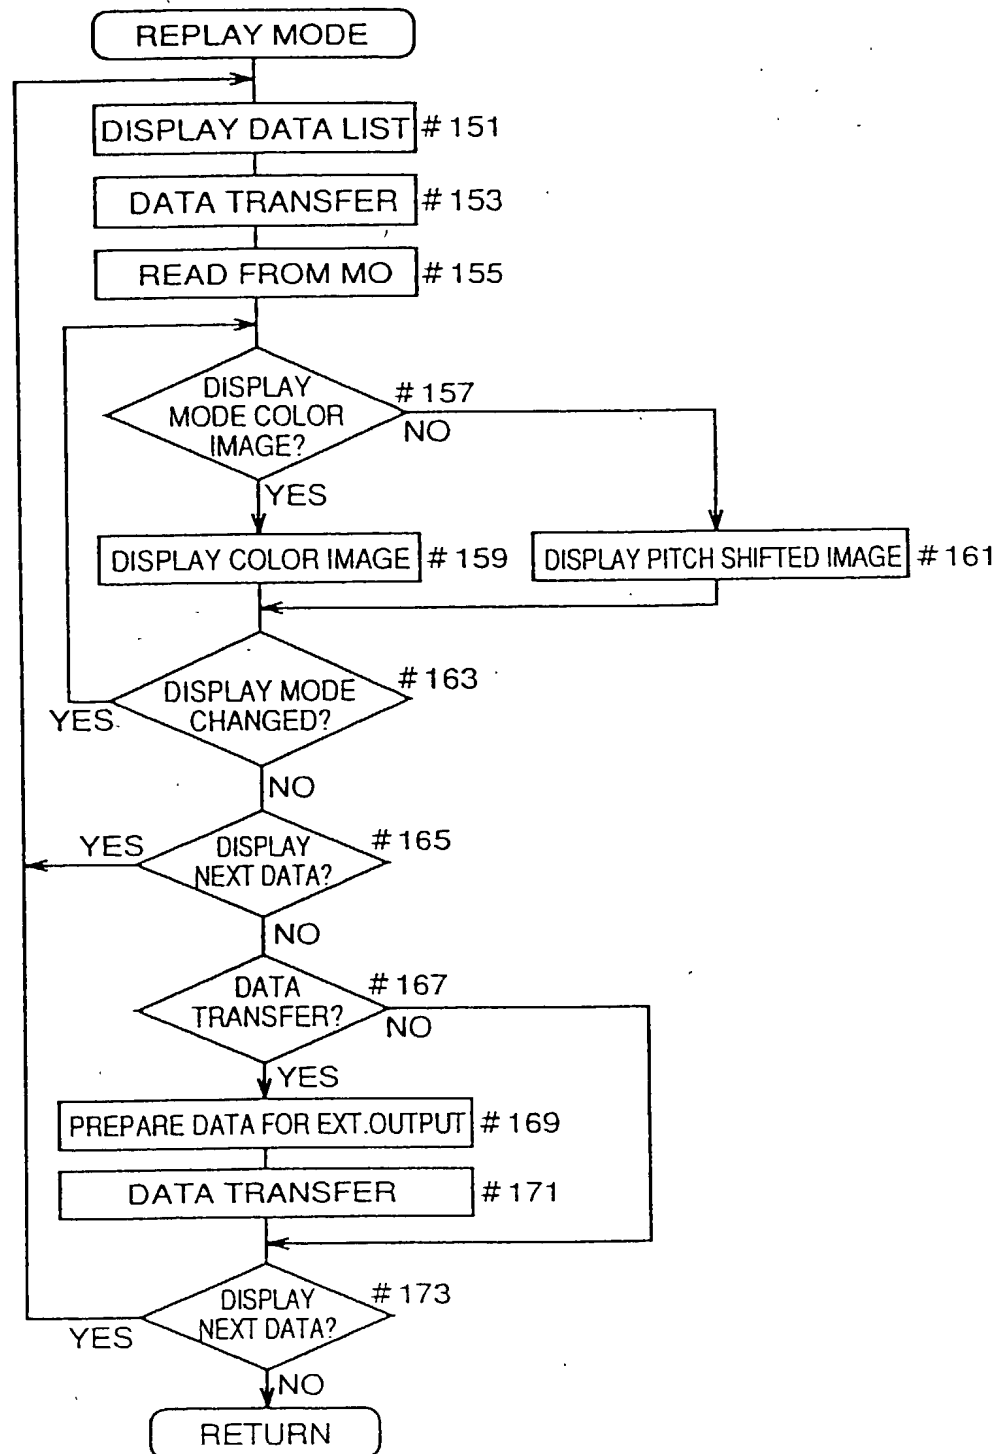 REPLAY MODE
DISPLAY DATA LIST #151
DATA TRANSFER #153
READ FROM MO #155
DISPLAY
MODE COLOR
IMAGE?
#157
NO
YES
DISPLAY COLOR IMAGE #159
DISPLAY PITCH SHIFTED IMAGE #161
DISPLAY MODE
CHANGED?
#163
YES
NO
DISPLAY
NEXT DATA?
#165
YES
NO
DATA
TRANSFER?
#167
NO
YES
PREPARE DATA FOR EXT.OUTPUT #169
DATA TRANSFER #171
DISPLAY
NEXT DATA?
#173
YES
NO
RETURN